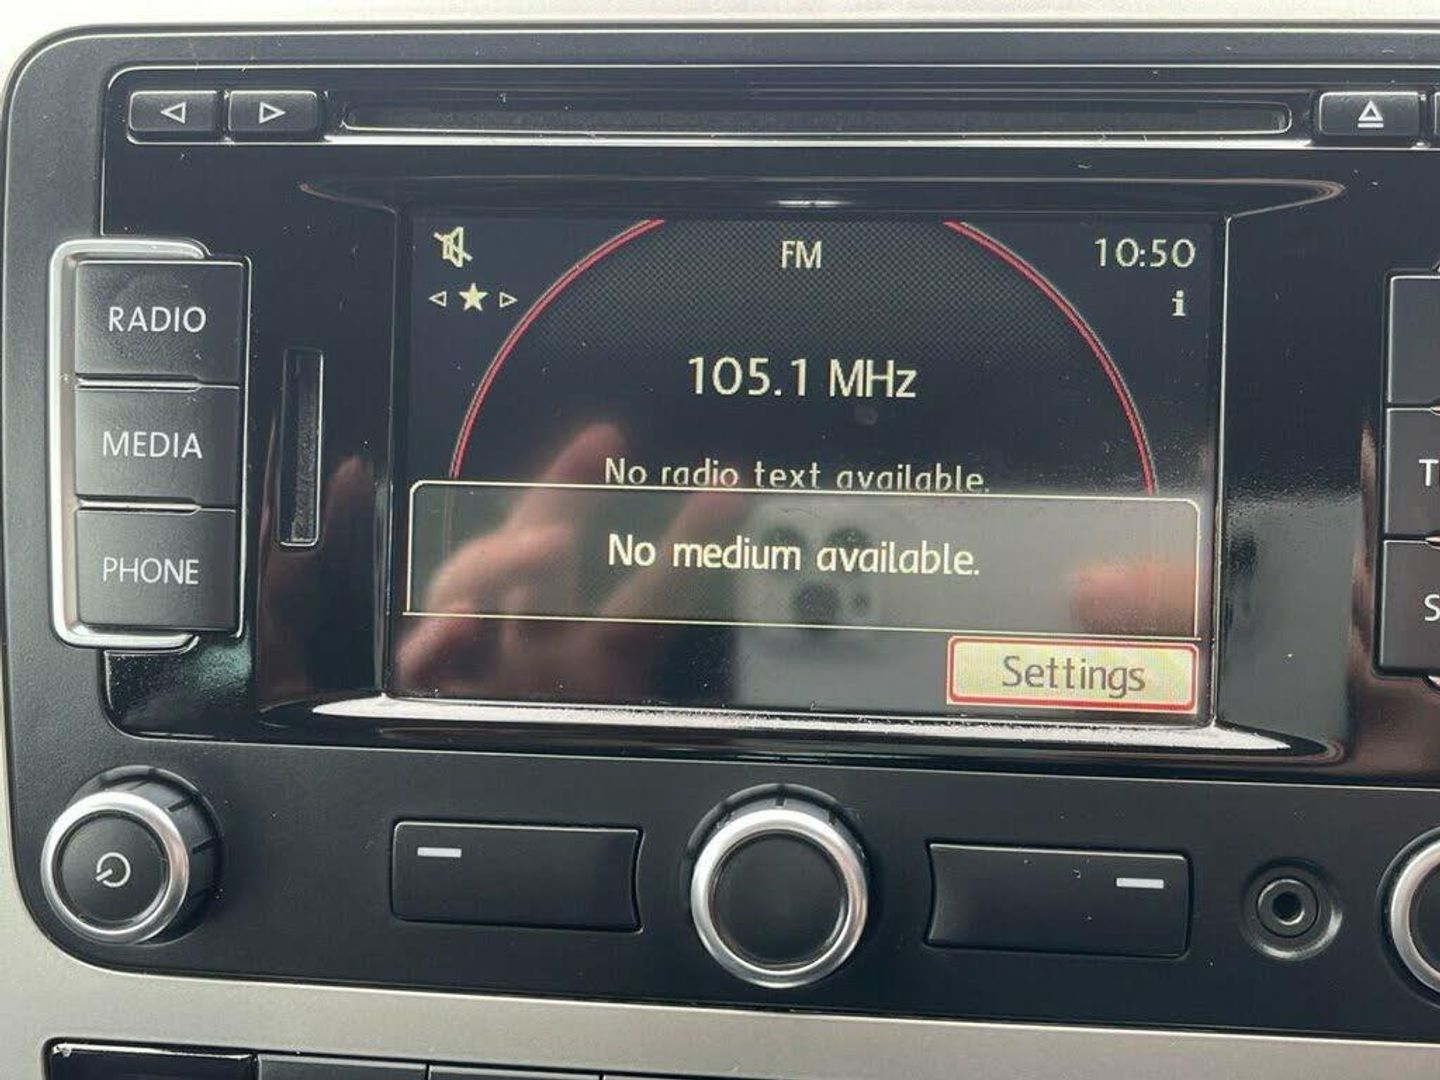 FM
10:50
i
RADIO
105.1 MHz
MEDIA
No radio text available.
No medium available.
PHONE
Settings